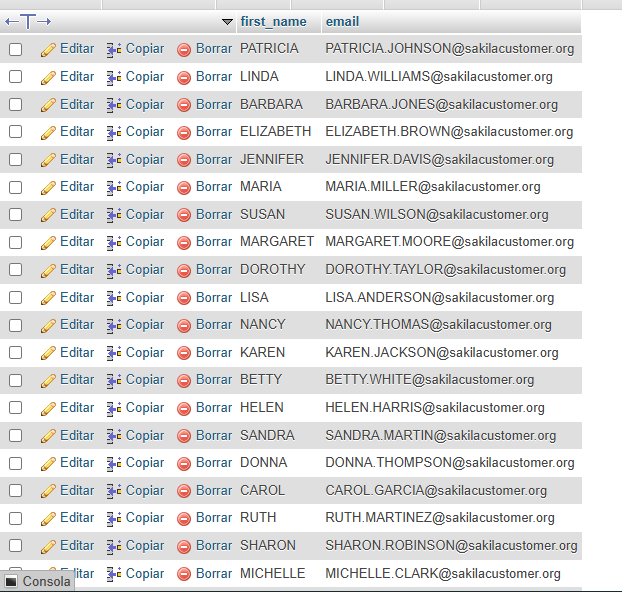 first_name email
Editar Copiar Borrar PATRICIA PATRICIA.JOHNSON@sakilacustomer.org
Editar Copiar Borrar LINDA LINDA.WILLIAMS@sakilacustomer.org
Editar Copiar Borrar BARBARA BARBARA.JONES@sakilacustomer.org
Editar Copiar Borrar ELIZABETH ELIZABETH.BROWN@sakilacustomer.org
Editar Copiar Borrar JENNIFER JENNIFER.DAVIS@sakilacustomer.org
Editar Copiar Borrar MARIA MARIA.MILLER@sakilacustomer.org
Editar Copiar Borrar SUSAN SUSAN.WILSON@sakilacustomer.org
Editar Copiar Borrar MARGARET MARGARET.MOORE@sakilacustomer.org
Editar Copiar Borrar DOROTHY DOROTHY.TAYLOR@sakilacustomer.org
Editar Copiar Borrar LISA LISA.ANDERSON@sakilacustomer.org
Editar Copiar Borrar NANCY NANCY.THOMAS@sakilacustomer.org
Editar Copiar Borrar KAREN KAREN.JACKSON@sakilacustomer.org
Editar Copiar Borrar BETTY BETTY.WHITE@sakilacustomer.org
Editar Copiar Borrar HELEN HELEN.HARRIS@sakilacustomer.org
Editar Copiar Borrar SANDRA SANDRA.MARTIN@sakilacustomer.org
Editar Copiar Borrar DONNA DONNA.THOMPSON@sakilacustomer.org
Editar Copiar Borrar CAROL CAROL.GARCIA@sakilacustomer.org
Editar Copiar Borrar RUTH RUTH.MARTINEZ@sakilacustomer.org
Editar Copiar Borrar SHARON SHARON.ROBINSON@sakilacustomer.org
Editar Copiar Borrar MICHELLE MICHELLE.CLARK@sakilacustomer.org
Consola